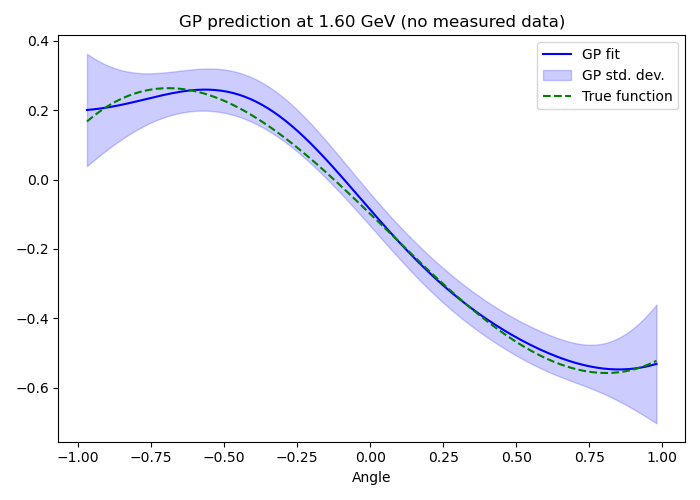 GP prediction at 1.60 GeV (no measured data)
0.4
0.2
0.0
−0.2
−0.4
−0.6
GP fit
GP std. dev.
True function
−1.00 −0.75 −0.50 −0.25 0.00 0.25 0.50 0.75 1.00
Angle